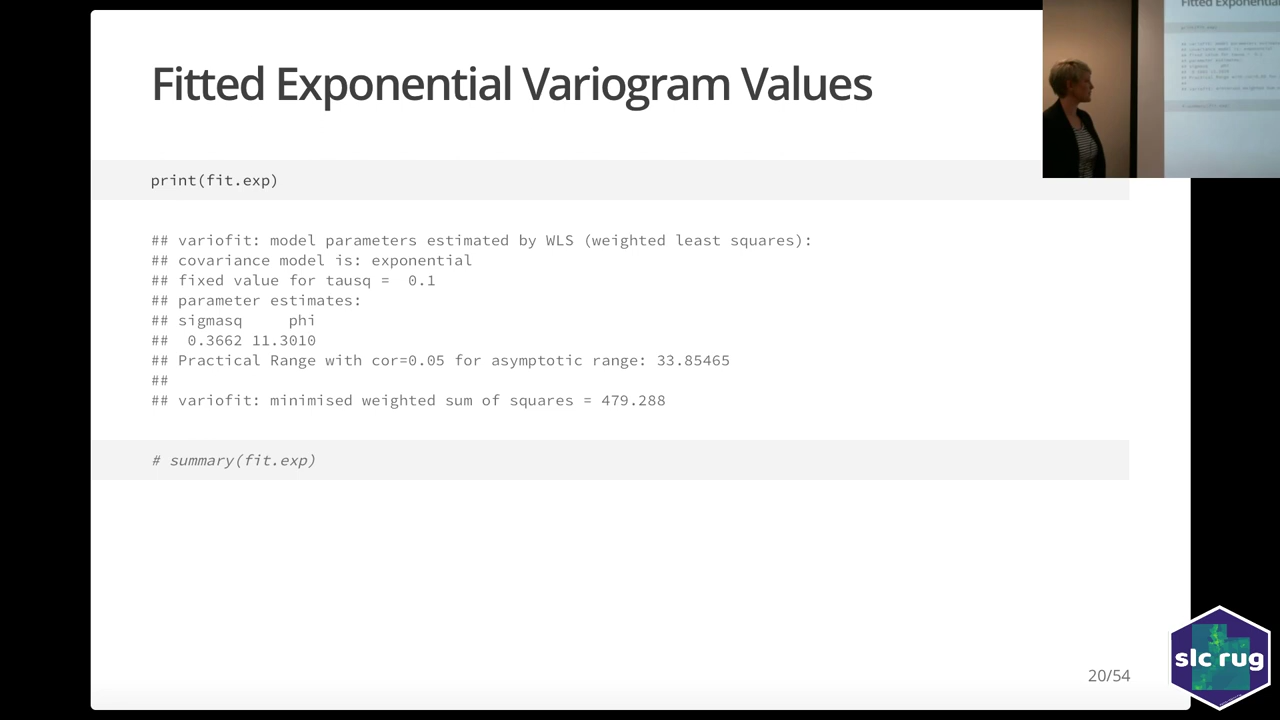 Fitted Exponential Variogram Values
print(fit.exp)
## variofit: model parameters estimated by WLS (weighted least squares):
## covariance model is: exponential
## fixed value for tausq =  0.1
## parameter estimates:
## sigmasq     phi
##  0.3662 11.3010
## Practical Range with cor=0.05 for asymptotic range: 33.85465
##
## variofit: minimised weighted sum of squares = 479.288
# summary(fit.exp)
20/54
slc rug
Fitted Exponential